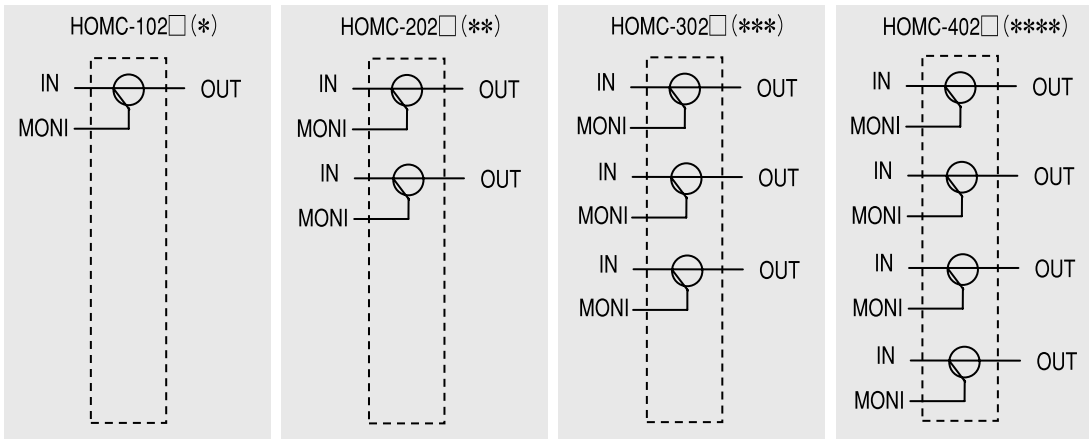 HOMC-102□(*)
IN
OUT
MONI
HOMC-202□(**)
IN
OUT
MONI
IN
OUT
MONI
HOMC-302□(***)
IN
OUT
MONI
IN
OUT
MONI
IN
OUT
MONI
HOMC-402□(****)
IN
OUT
MONI
IN
OUT
MONI
IN
OUT
MONI
IN
OUT
MONI